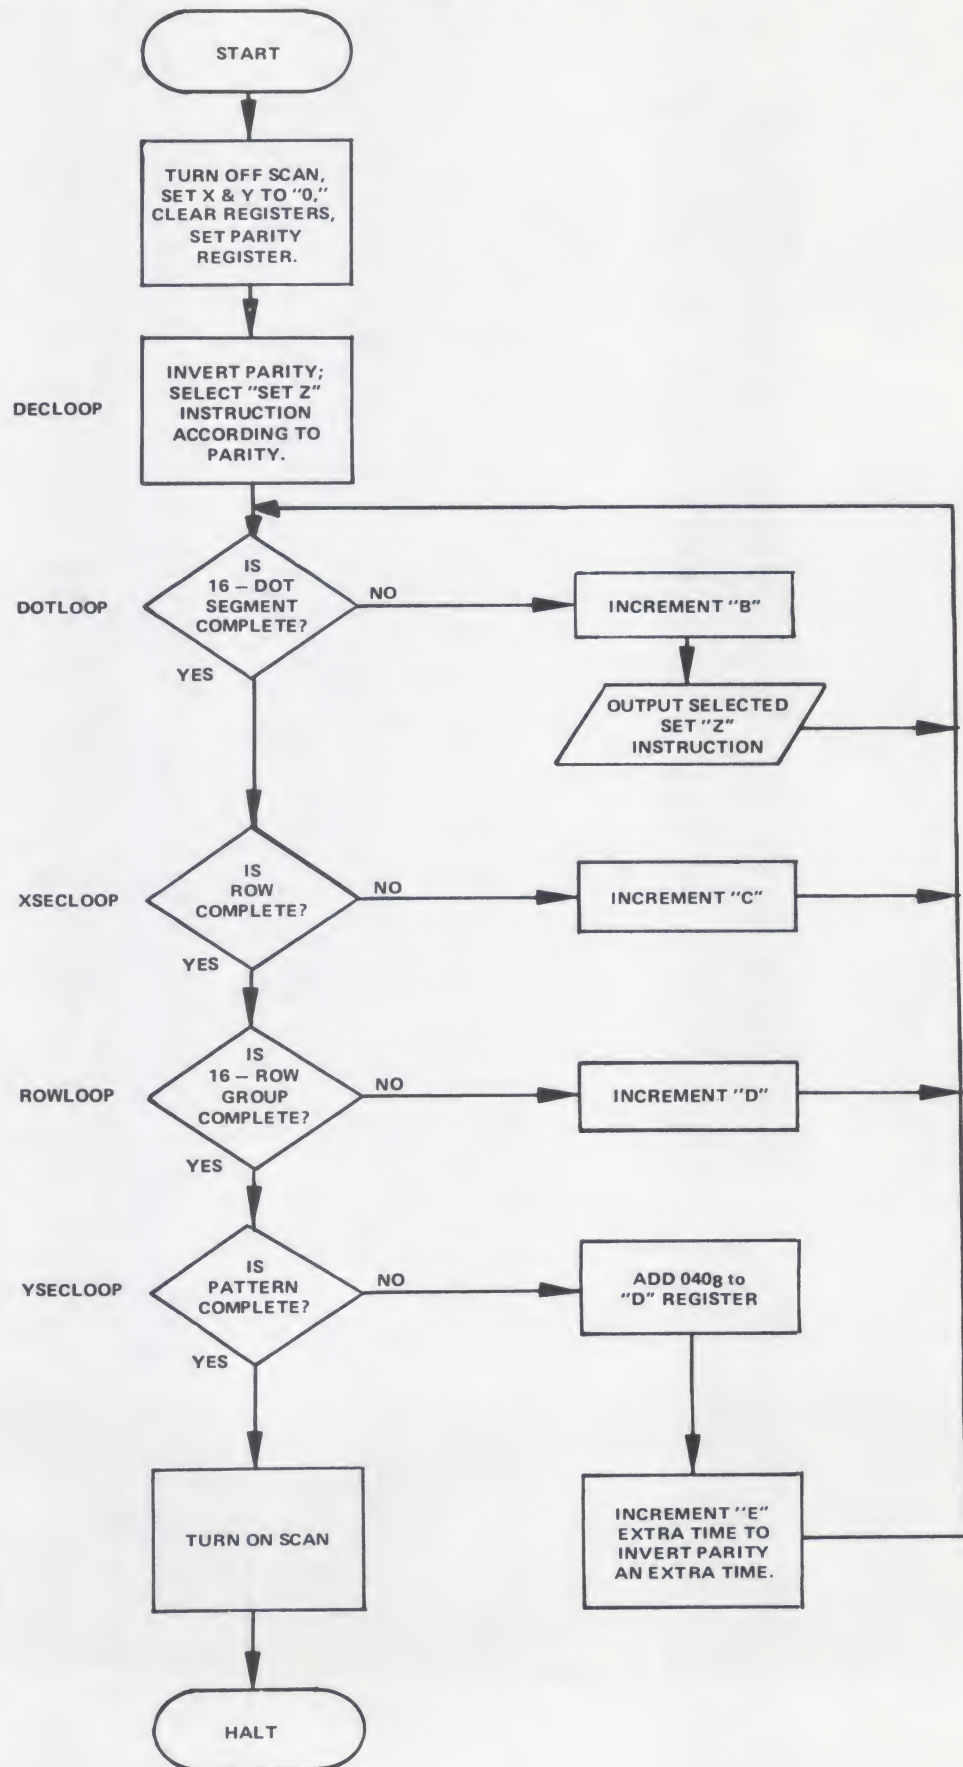 START
TURN OFF SCAN,
SET X & Y TO "0,"
CLEAR REGISTERS,
SET PARITY
REGISTER.
DECLOOP
INVERT PARITY;
SELECT "SET Z"
INSTRUCTION
ACCORDING TO
PARITY.
DOTLOOP
IS
16 – DOT
SEGMENT
COMPLETE?
NO
YES
INCREMENT "B"
OUTPUT SELECTED
SET "Z"
INSTRUCTION
XSECLOOP
IS
ROW
COMPLETE?
NO
YES
INCREMENT "C"
ROWLOOP
IS
16 – ROW
GROUP
COMPLETE?
NO
YES
INCREMENT "D"
YSECLOOP
IS
PATTERN
COMPLETE?
NO
YES
ADD 040₈ to
"D" REGISTER
INCREMENT "E"
EXTRA TIME TO
INVERT PARITY
AN EXTRA TIME.
TURN ON SCAN
HALT